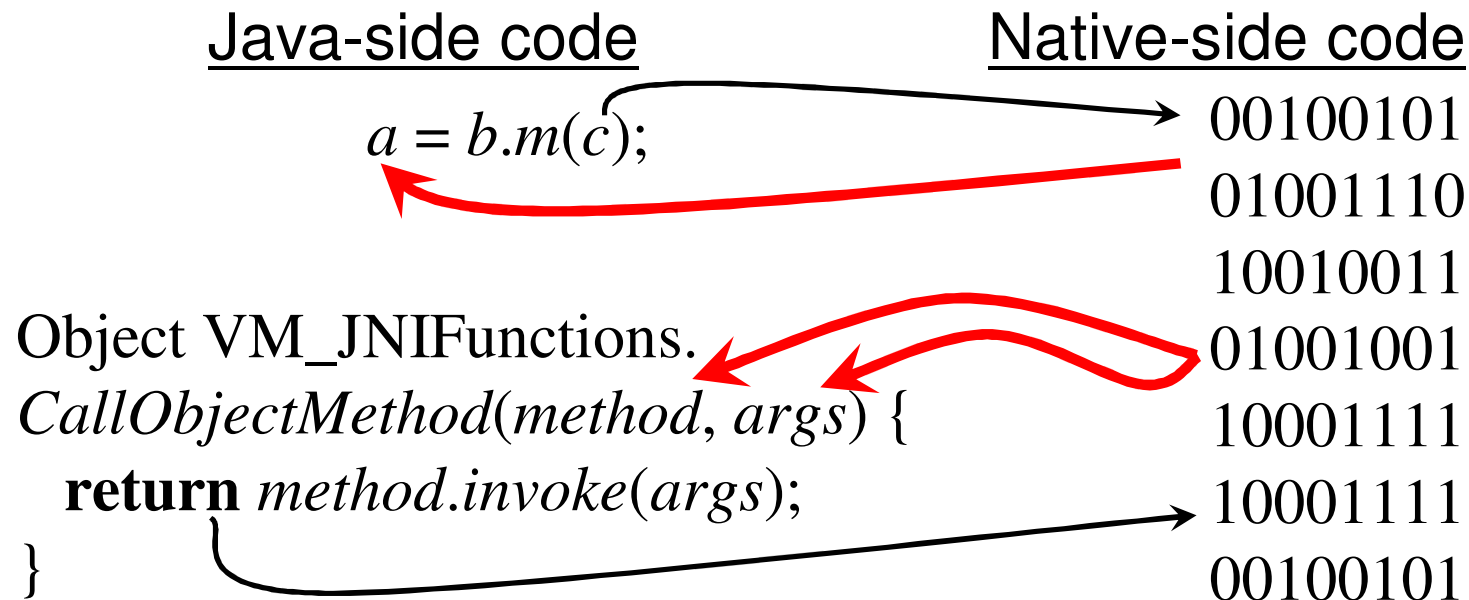 Java-side code
Native-side code
a = b.m(c);
Object VM_JNIFunctions.
CallObjectMethod(method, args) {
return method.invoke(args);
}
00100101
01001110
10010011
01001001
10001111
10001111
00100101